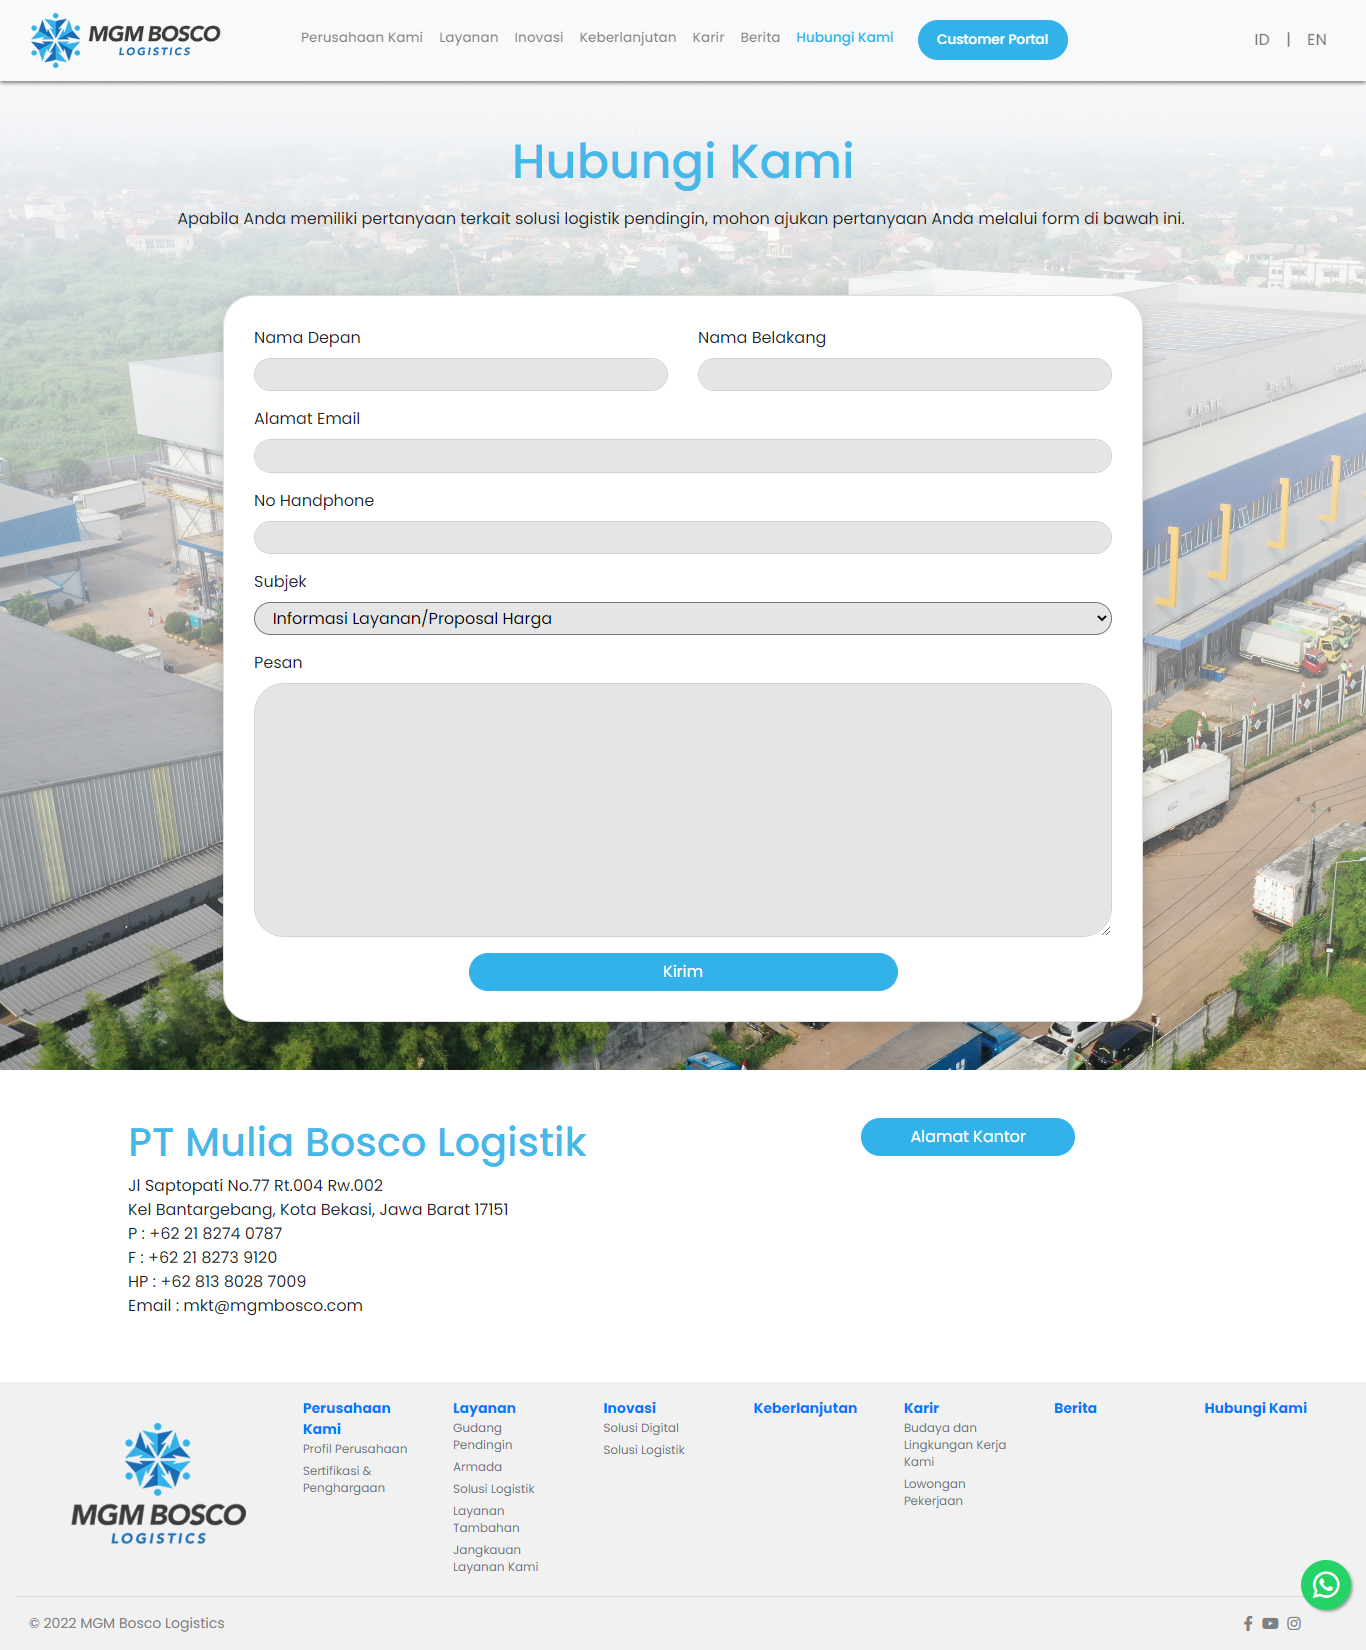 MGM BOSCO
LOGISTICS
Perusahaan Kami
Layanan
Inovasi
Keberlanjutan
Karir
Berita
Hubungi Kami
Customer Portal
ID | EN
Hubungi Kami
Apabila Anda memiliki pertanyaan terkait solusi logistik pendingin, mohon ajukan pertanyaan Anda melalui form di bawah ini.
Nama Depan
Nama Belakang
Alamat Email
No Handphone
Subjek
Informasi Layanan/Proposal Harga
Pesan
Kirim
PT Mulia Bosco Logistik
Jl Saptopati No.77 Rt.004 Rw.002
Kel Bantargebang, Kota Bekasi, Jawa Barat 17151
P : +62 21 8274 0787
F : +62 21 8273 9120
HP : +62 813 8028 7009
Email : mkt@mgmbosco.com
Alamat Kantor
MGM BOSCO
LOGISTICS
Perusahaan
Kami
Profil Perusahaan
Sertifikasi &
Penghargaan
Layanan
Gudang
Pendingin
Armada
Solusi Logistik
Layanan
Tambahan
Jangkauan
Layanan Kami
Inovasi
Solusi Digital
Solusi Logistik
Keberlanjutan
Karir
Budaya dan
Lingkungan Kerja
Kami
Lowongan
Pekerjaan
Berita
Hubungi Kami
© 2022 MGM Bosco Logistics